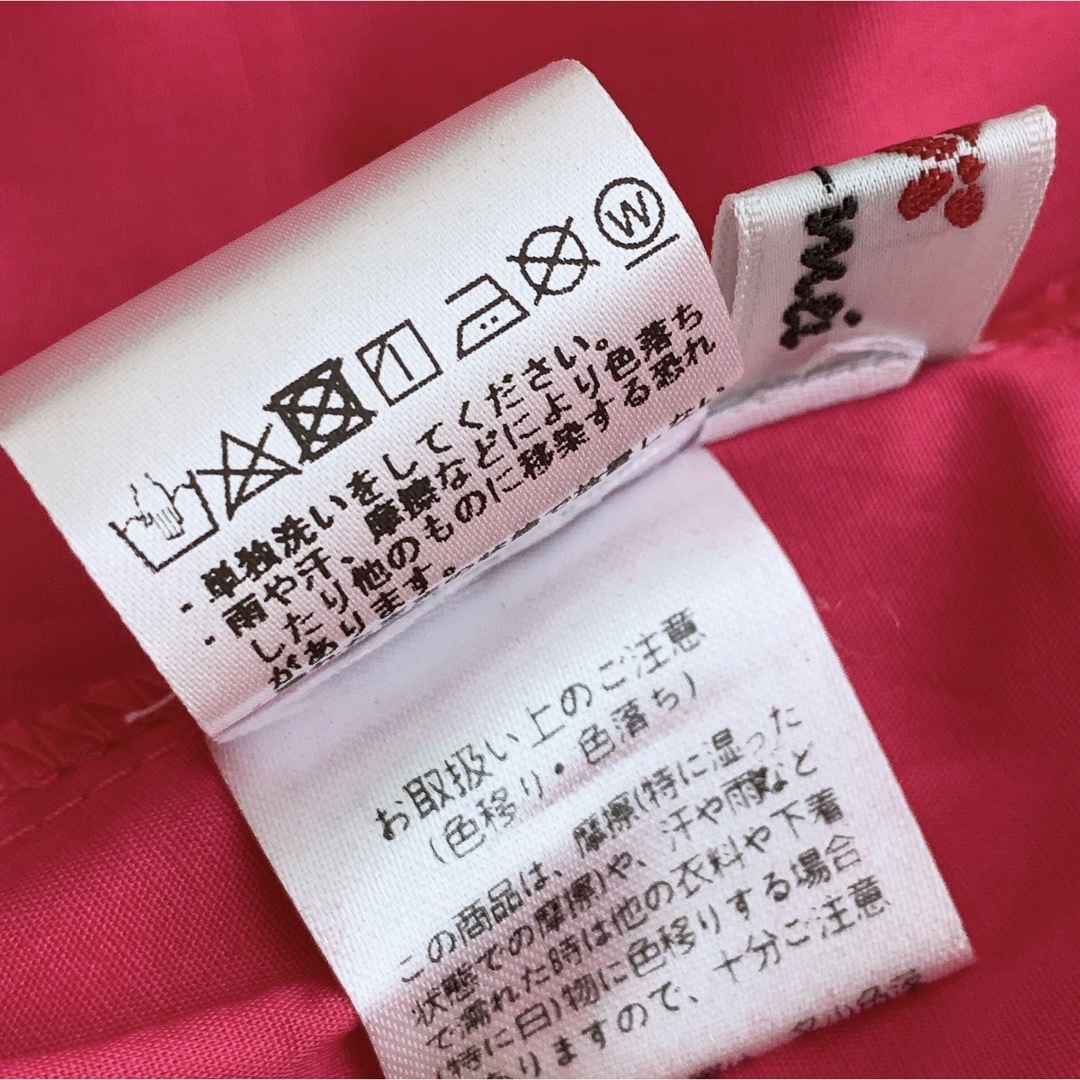 W
・単独洗いをしてください。
・雨や汗、摩擦などにより色落ち
したり他のものに移染する恐れ
があります。
お取扱い上のご注意
(色移り・色落ち)
この商品は、摩擦(特に湿った
状態での摩擦)や、汗や雨などと
で濡れた時は他の衣料や下着
(特に白)物に色移りする場合
ありますので、十分ご注意